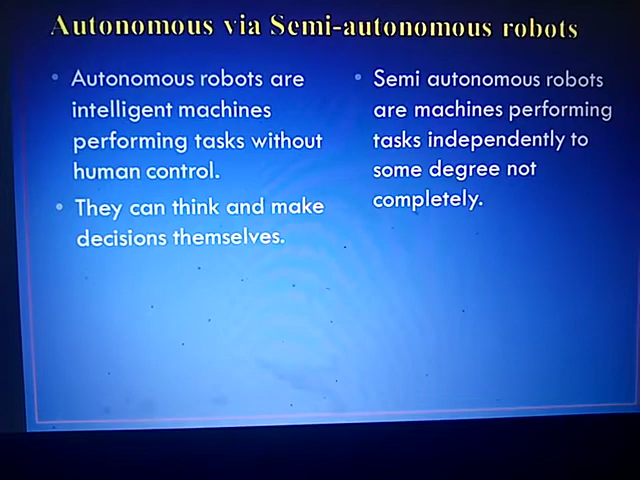 Autonomous via Semi-autonomous robots
• Autonomous robots are
intelligent machines
performing tasks without
human control.
• They can think and make
decisions themselves.
• Semi autonomous robots
are machines performing
tasks independently to
some degree not
completely.